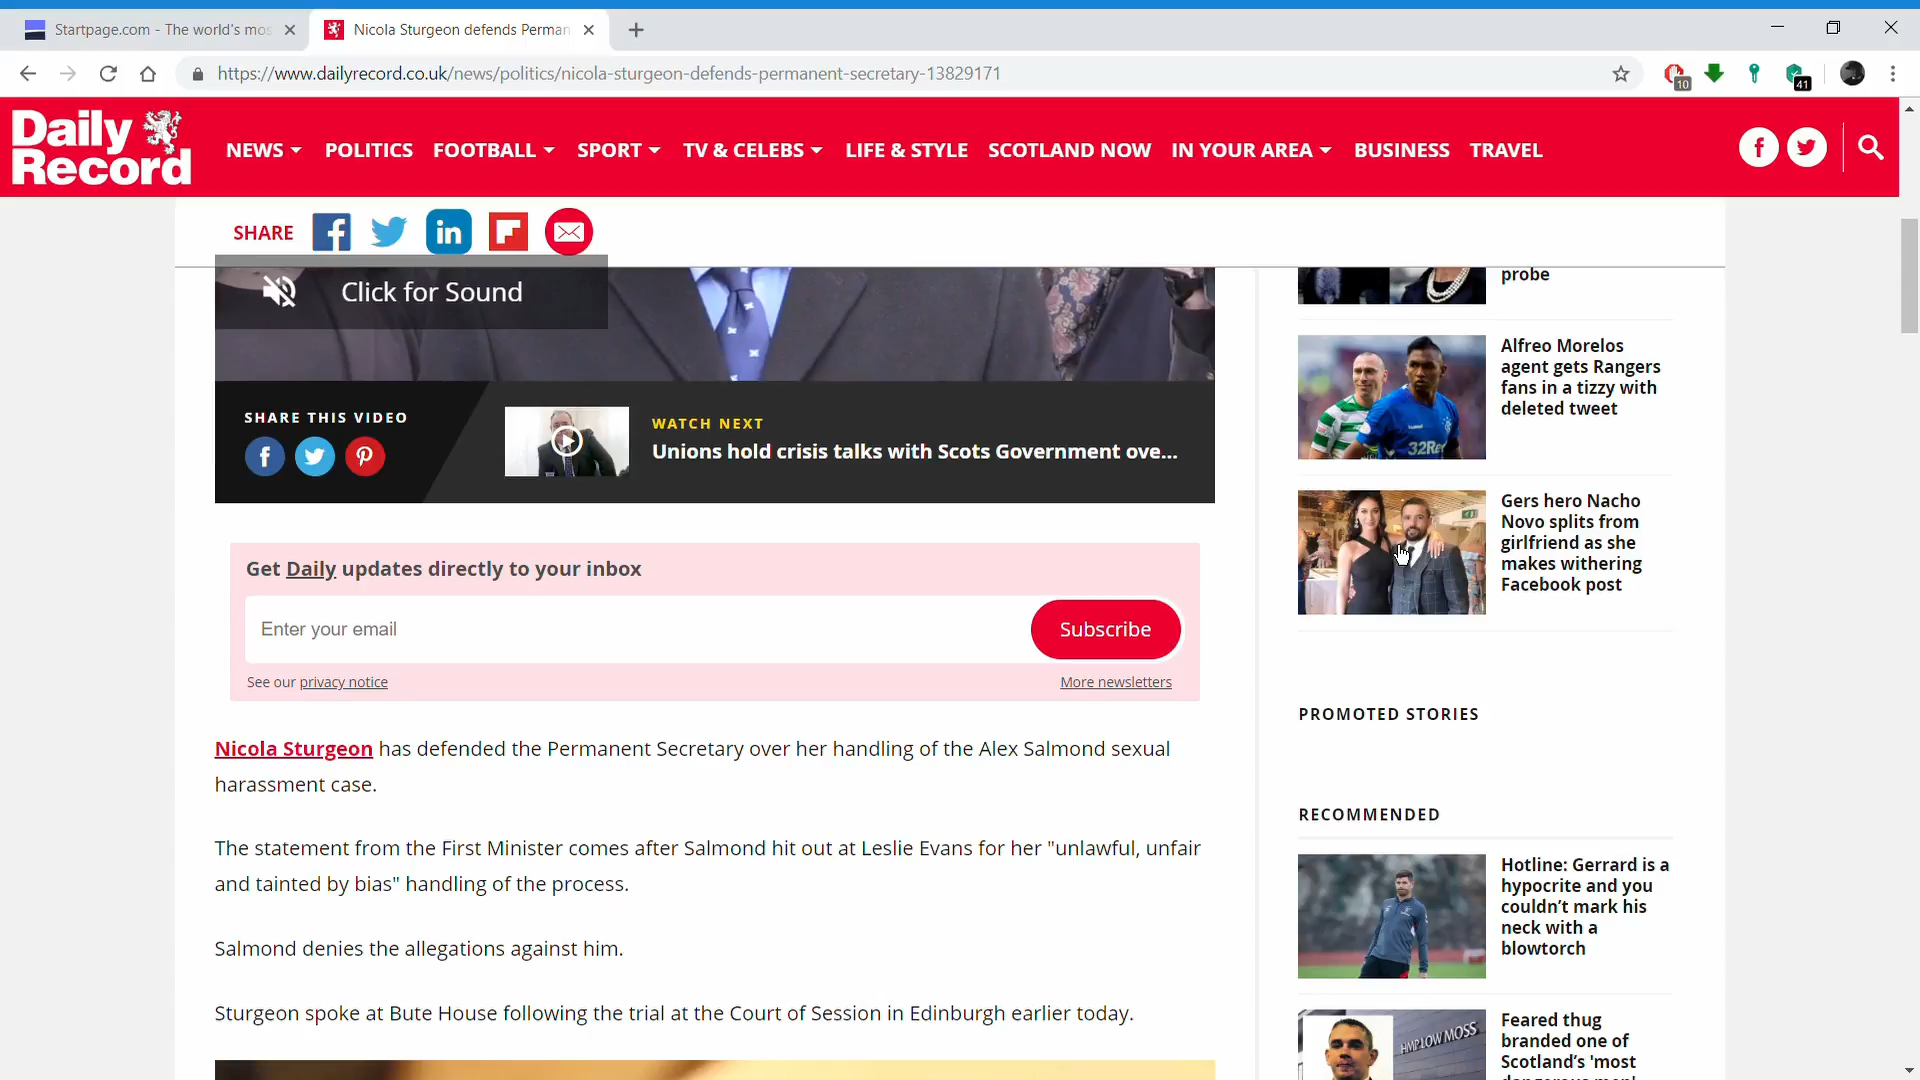 Startpage.com - The world's mos
Nicola Sturgeon defends Perman
https://www.dailyrecord.co.uk/news/politics/nicola-sturgeon-defends-permanent-secretary-13829171
10
41
Daily
Record
NEWS POLITICS FOOTBALL SPORT TV & CELEBS LIFE & STYLE SCOTLAND NOW IN YOUR AREA BUSINESS TRAVEL
SHARE
Click for Sound
SHARE THIS VIDEO
WATCH NEXT
Unions hold crisis talks with Scots Government ove...
Get Daily updates directly to your inbox
Enter your email
Subscribe
See our privacy notice
More newsletters
Nicola Sturgeon has defended the Permanent Secretary over her handling of the Alex Salmond sexual
harassment case.
The statement from the First Minister comes after Salmond hit out at Leslie Evans for her "unlawful, unfair
and tainted by bias" handling of the process.
Salmond denies the allegations against him.
Sturgeon spoke at Bute House following the trial at the Court of Session in Edinburgh earlier today.
probe
Alfreo Morelos
agent gets Rangers
fans in a tizzy with
deleted tweet
32Re
Gers hero Nacho
Novo splits from
girlfriend as she
makes withering
Facebook post
PROMOTED STORIES
RECOMMENDED
Hotline: Gerrard is a
hypocrite and you
couldn’t mark his
neck with a
blowtorch
HMP LOW MOSS
Feared thug
branded one of
Scotland’s 'most
dangerous men'